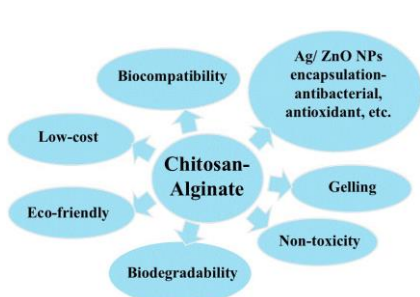 Ag/ ZnO NPs
encapsulation-
antibacterial,
antioxidant, etc.
Biocompatibility
Low-cost
Chitosan-
Alginate
Gelling
Eco-friendly
Non-toxicity
Biodegradability